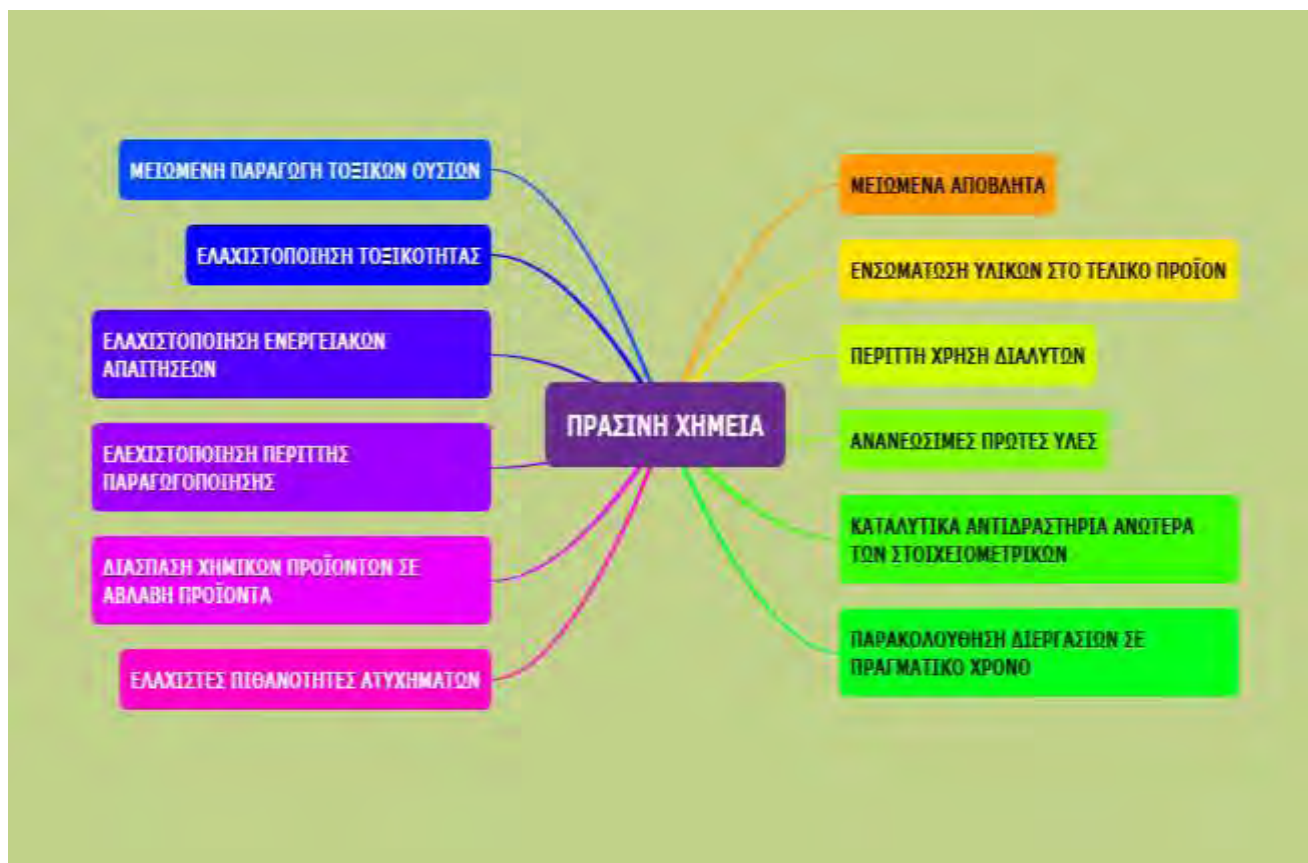 ΜΕΙΩΜΕΝΗ ΠΑΡΑΓΩΓΗ ΤΟΞΙΚΩΝ ΟΥΣΙΩΝ
ΕΛΑΧΙΣΤΟΠΟΙΗΣΗ ΤΟΞΙΚΟΤΗΤΑΣ
ΕΛΑΧΙΣΤΟΠΟΙΗΣΗ ΕΝΕΡΓΕΙΑΚΩΝ
ΑΠΑΙΤΗΣΕΩΝ
ΕΛΕΧΙΣΤΟΠΟΙΗΣΗ ΠΕΡΙΤΤΗΣ
ΠΑΡΑΓΩΓΟΠΟΙΗΣΗΣ
ΔΙΑΣΠΑΣΗ ΧΗΜΙΚΩΝ ΠΡΟΪΟΝΤΩΝ ΣΕ
ΑΒΛΑΒΗ ΠΡΟΪΟΝΤΑ
ΕΛΑΧΙΣΤΕΣ ΠΙΘΑΝΟΤΗΤΕΣ ΑΤΥΧΗΜΑΤΩΝ
ΠΡΑΣΙΝΗ ΧΗΜΕΙΑ
ΜΕΙΩΜΕΝΑ ΑΠΟΒΛΗΤΑ
ΕΝΣΩΜΑΤΩΣΗ ΥΛΙΚΩΝ ΣΤΟ ΤΕΛΙΚΟ ΠΡΟΪΟΝ
ΠΕΡΙΤΤΗ ΧΡΗΣΗ ΔΙΑΛΥΤΩΝ
ΑΝΑΝΕΩΣΙΜΕΣ ΠΡΩΤΕΣ ΥΛΕΣ
ΚΑΤΑΛΥΤΙΚΑ ΑΝΤΙΔΡΑΣΤΗΡΙΑ ΑΝΩΤΕΡΑ
ΤΩΝ ΣΤΟΙΧΕΙΟΜΕΤΡΙΚΩΝ
ΠΑΡΑΚΟΛΟΥΘΗΣΗ ΔΙΕΡΓΑΣΙΩΝ ΣΕ
ΠΡΑΓΜΑΤΙΚΟ ΧΡΟΝΟ